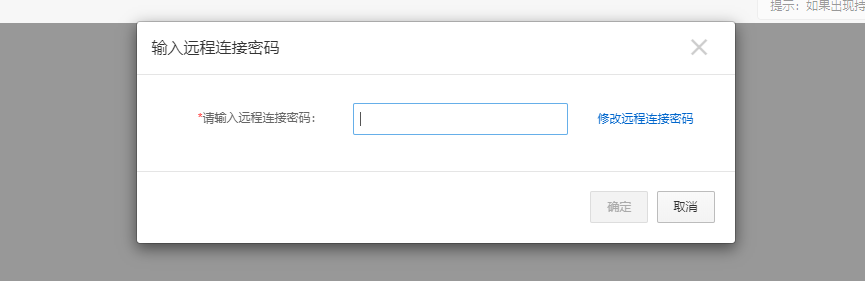 提示：如果出现持
输入远程连接密码
*请输入远程连接密码：
修改远程连接密码
确定
取消